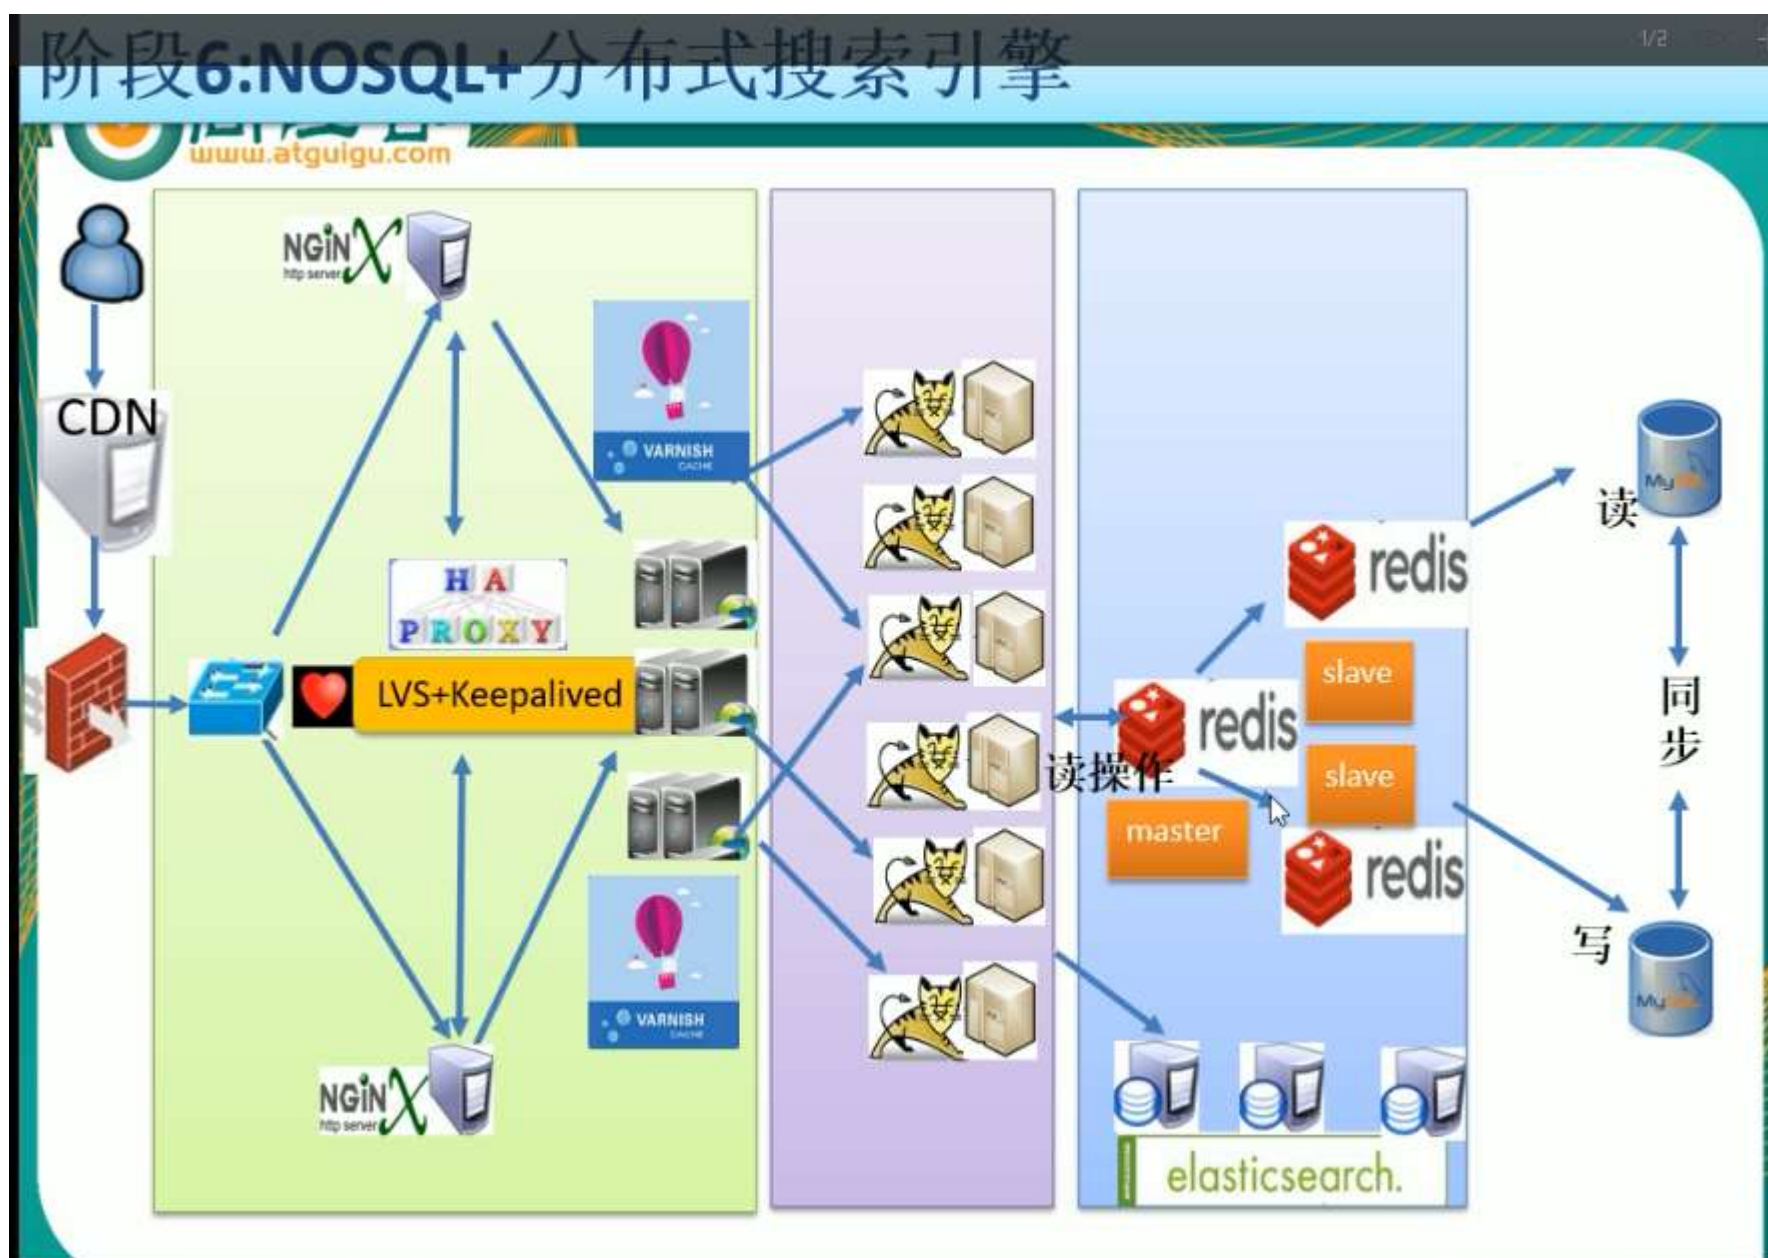 阶段6:NOSQL+分布式搜索引擎
1/2
www.atguigu.com
NGiNX
http server
CDN
VARNISH
CACHE
HA
PROXY
LVS+Keepalived
VARNISH
CACHE
NGiNX
http server
redis
slave
redis
读操作
slave
master
redis
elasticsearch.
读
MySQL
同
步
写
MySQL